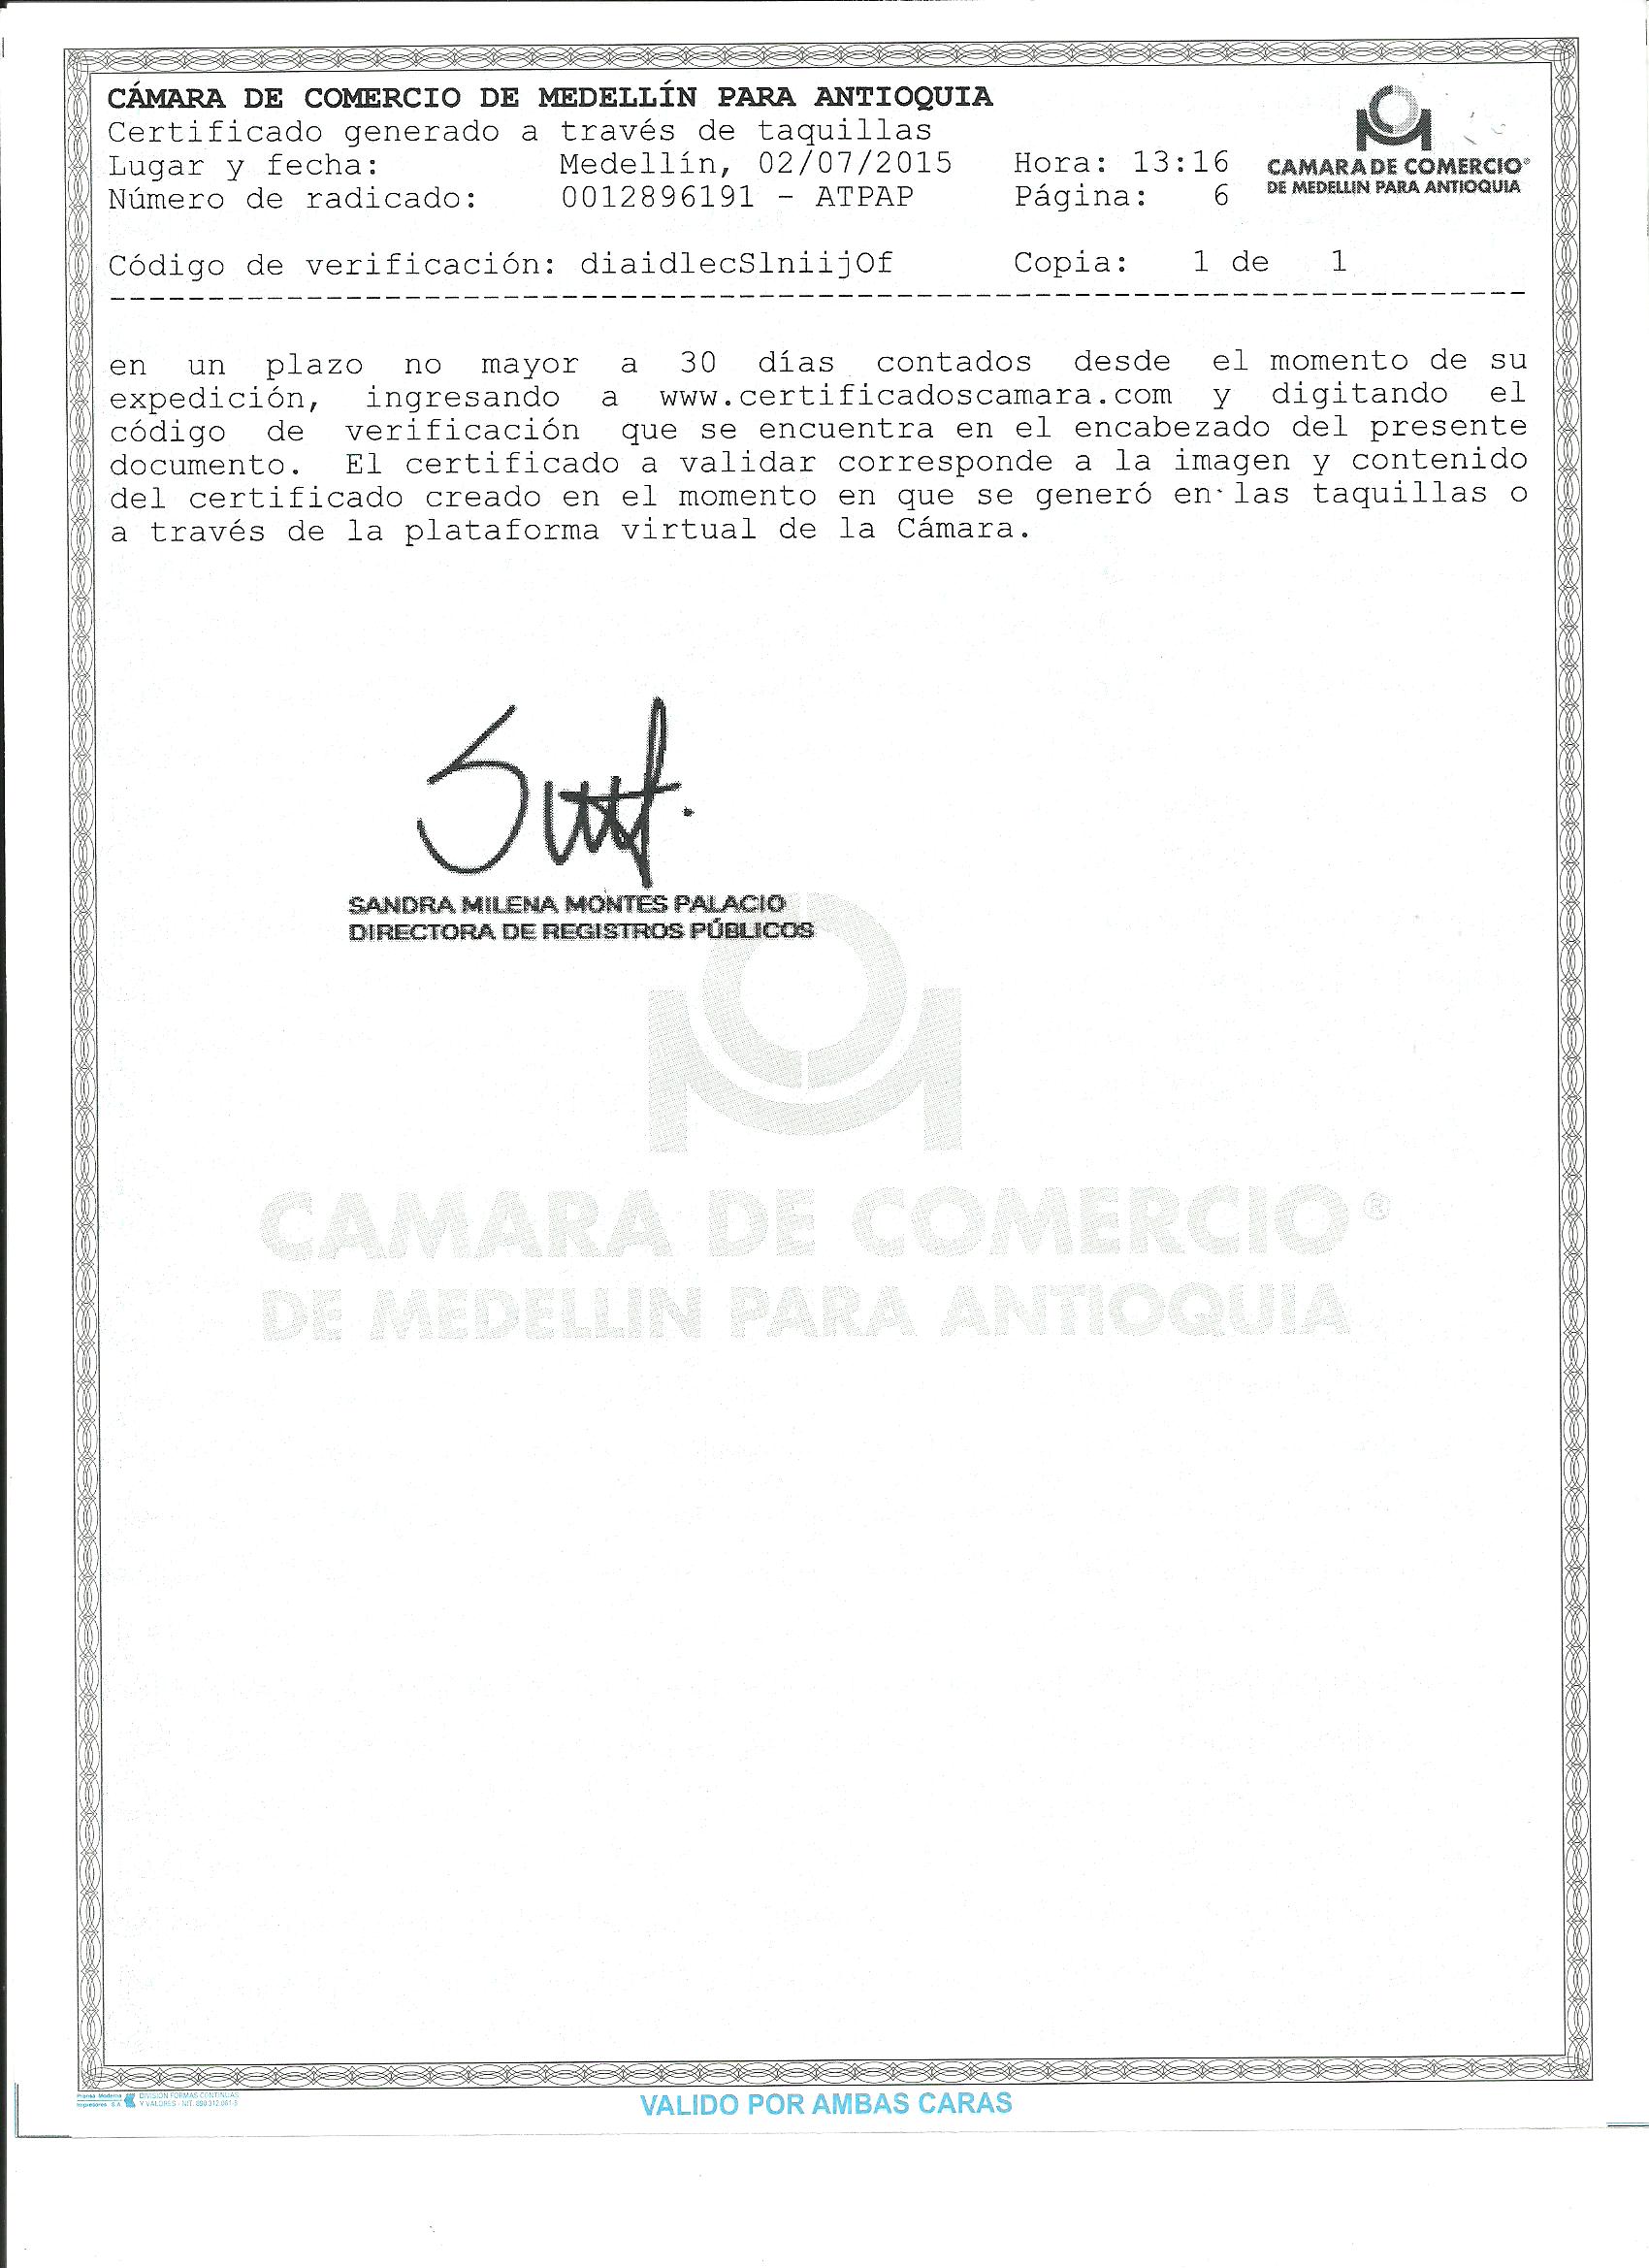 CÁMARA DE COMERCIO DE MEDELLÍN PARA ANTIOQUIA
Certificado generado a través de taquillas
Lugar y fecha: Medellín, 02/07/2015 Hora: 13:16
Número de radicado: 0012896191 - ATPAP Página: 6
CAMARA DE COMERCIO®
DE MEDELLIN PARA ANTIOQUIA
Código de verificación: diaidlecSlniijOf Copia: 1 de 1
en un plazo no mayor a 30 días contados desde el momento de su
expedición, ingresando a www.certificadoscamara.com y digitando el
código de verificación que se encuentra en el encabezado del presente
documento. El certificado a validar corresponde a la imagen y contenido
del certificado creado en el momento en que se generó en las taquillas o
a través de la plataforma virtual de la Cámara.
SANDRA MILENA MONTES PALACIO
DIRECTORA DE REGISTROS PÚBLICOS
CAMARA DE COMERCIO®
DE MEDELLIN PARA ANTIOQUIA
DIVISION FORMAS CONTINUAS
VALIDO POR AMBAS CARAS